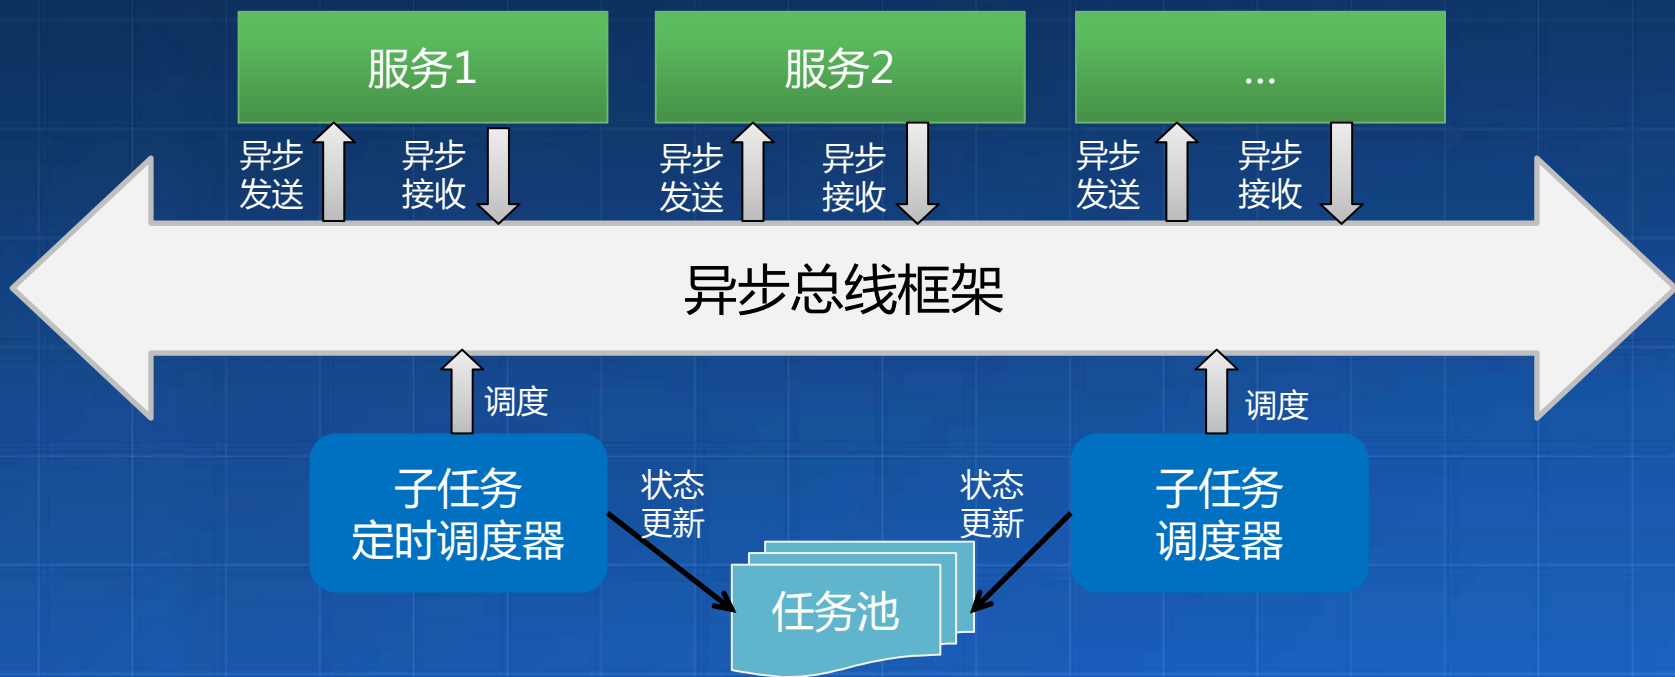 服务1
服务2
...
异步
发送
异步
接收
异步
发送
异步
接收
异步
发送
异步
接收
异步总线框架
调度
调度
子任务
定时调度器
状态
更新
状态
更新
子任务
调度器
任务池